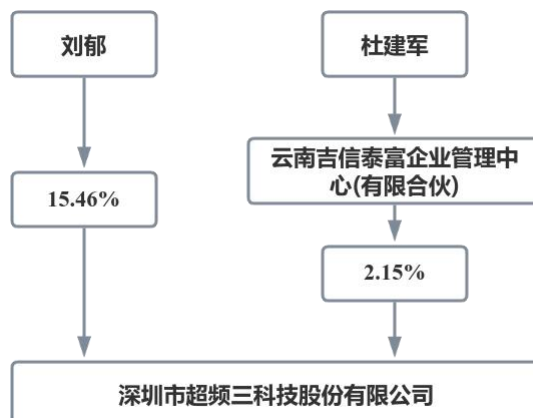 刘郁
杜建军
云南吉信泰富企业管理中
心(有限合伙)
15.46%
2.15%
深圳市超频三科技股份有限公司